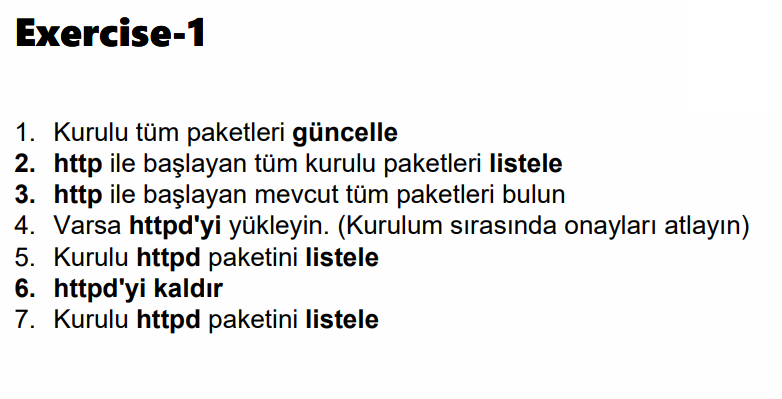 Exercise-1
1. Kurulu tüm paketleri güncelle
2. http ile başlayan tüm kurulu paketleri listele
3. http ile başlayan mevcut tüm paketleri bulun
4. Varsa httpd'yi yükleyin. (Kurulum sırasında onayları atlayın)
5. Kurulu httpd paketini listele
6. httpd'yi kaldır
7. Kurulu httpd paketini listele